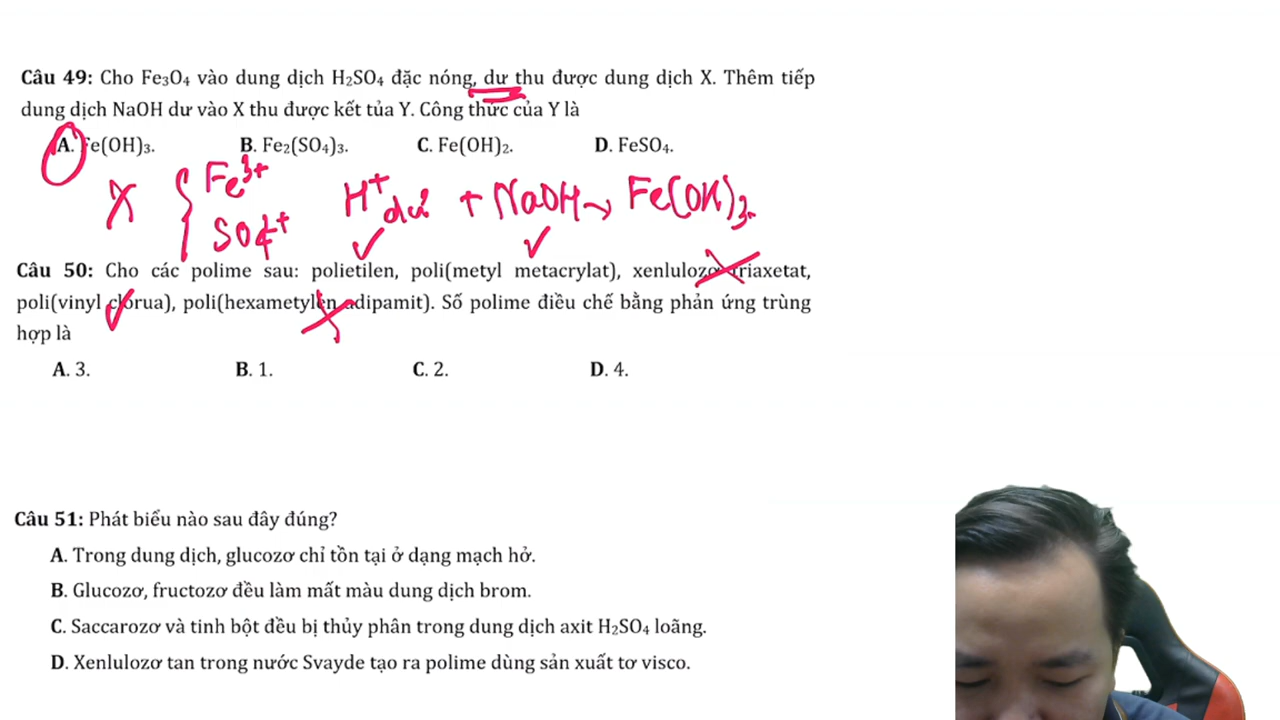 Câu 49: Cho Fe₃O₄ vào dung dịch H₂SO₄ đặc nóng, dư thu được dung dịch X. Thêm tiếp
dung dịch NaOH dư vào X thu được kết tủa Y. Công thức của Y là
A. Fe(OH)₃. B. Fe₂(SO₄)₃. C. Fe(OH)₂. D. FeSO₄.
X { Fe³⁺ H⁺ dư + NaOH → Fe(OH)₃
SO₄⁺
Câu 50: Cho các polime sau: polietilen, poli(metyl metacrylat), xenlulozơ triaxetat,
poli(vinyl clorua), poli(hexametylen adipamit). Số polime điều chế bằng phản ứng trùng
hợp là
A. 3. B. 1. C. 2. D. 4.
Câu 51: Phát biểu nào sau đây đúng?
A. Trong dung dịch, glucozơ chỉ tồn tại ở dạng mạch hở.
B. Glucozơ, fructozơ đều làm mất màu dung dịch brom.
C. Saccarozơ và tinh bột đều bị thủy phân trong dung dịch axit H₂SO₄ loãng.
D. Xenlulozơ tan trong nước Svayde tạo ra polime dùng sản xuất tơ visco.